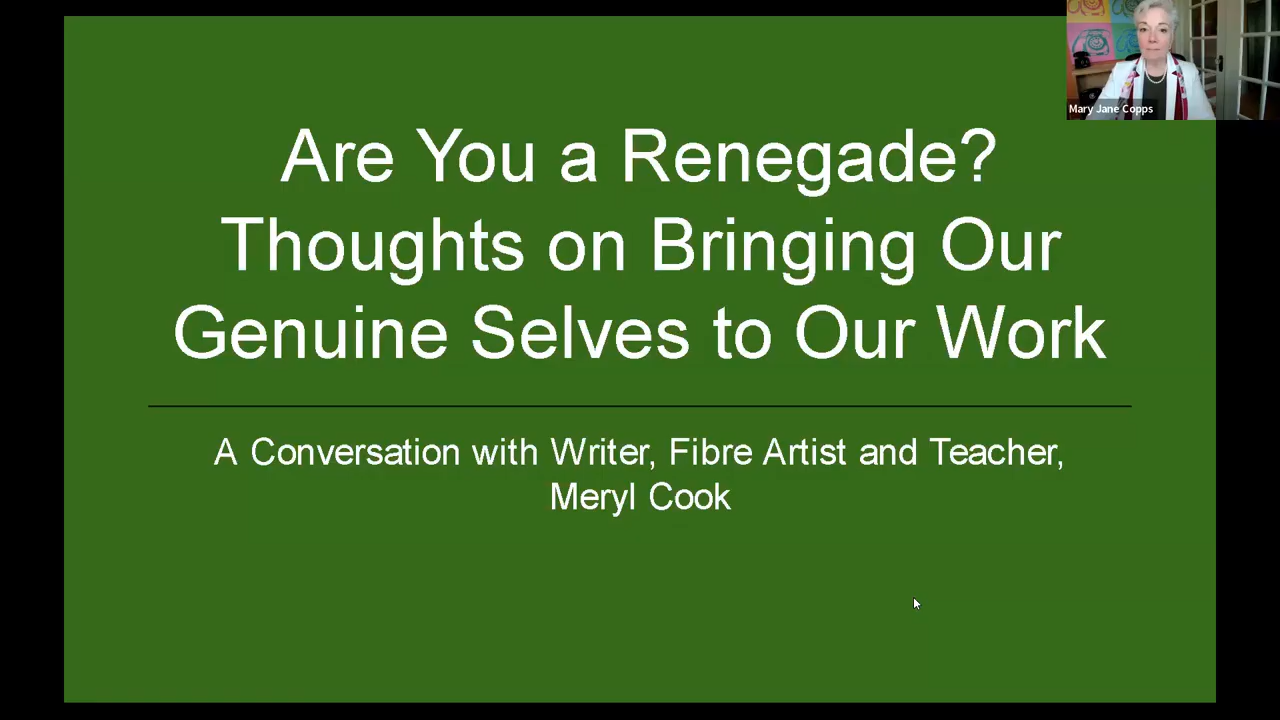 Mary Jane Copps
Are You a Renegade?
Thoughts on Bringing Our
Genuine Selves to Our Work
A Conversation with Writer, Fibre Artist and Teacher,
Meryl Cook